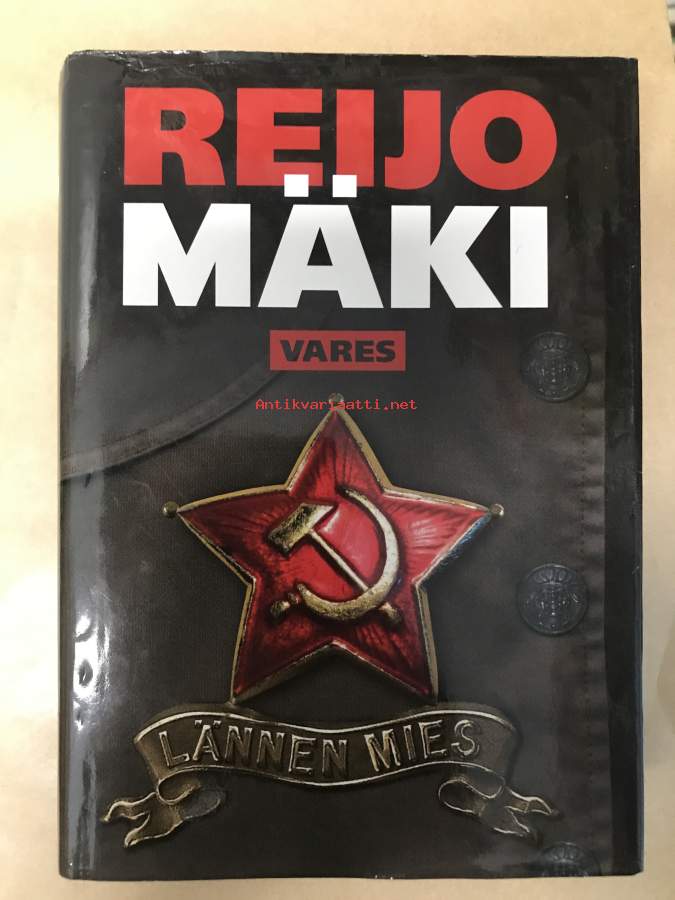 REIJO
MÄKI
VARES
Antikvariaatti.net
LÄNNEN MIES